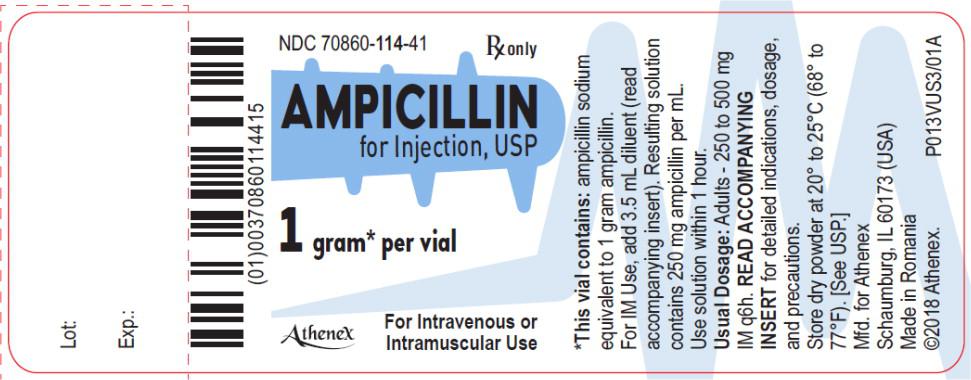 Lot:
Exp.:
(01)00370860114415
NDC 70860-114-41
Rx only
AMPICILLIN
for Injection, USP
1 gram* per vial
Athenex
For Intravenous or
Intramuscular Use
*This vial contains: ampicillin sodium
equivalent to 1 gram ampicillin.
For IM Use, add 3.5 mL diluent (read
accompanying insert). Resulting solution
contains 250 mg ampicillin per mL.
Use solution within 1 hour.
Usual Dosage: Adults - 250 to 500 mg
IM q6h. READ ACCOMPANYING
INSERT for detailed indications, dosage,
and precautions.
Store dry powder at 20° to 25°C (68° to
77°F). [See USP.]
Mfd. for Athenex
Schaumburg, IL 60173 (USA)
Made in Romania
©2018 Athenex.
P013VUS3/01A